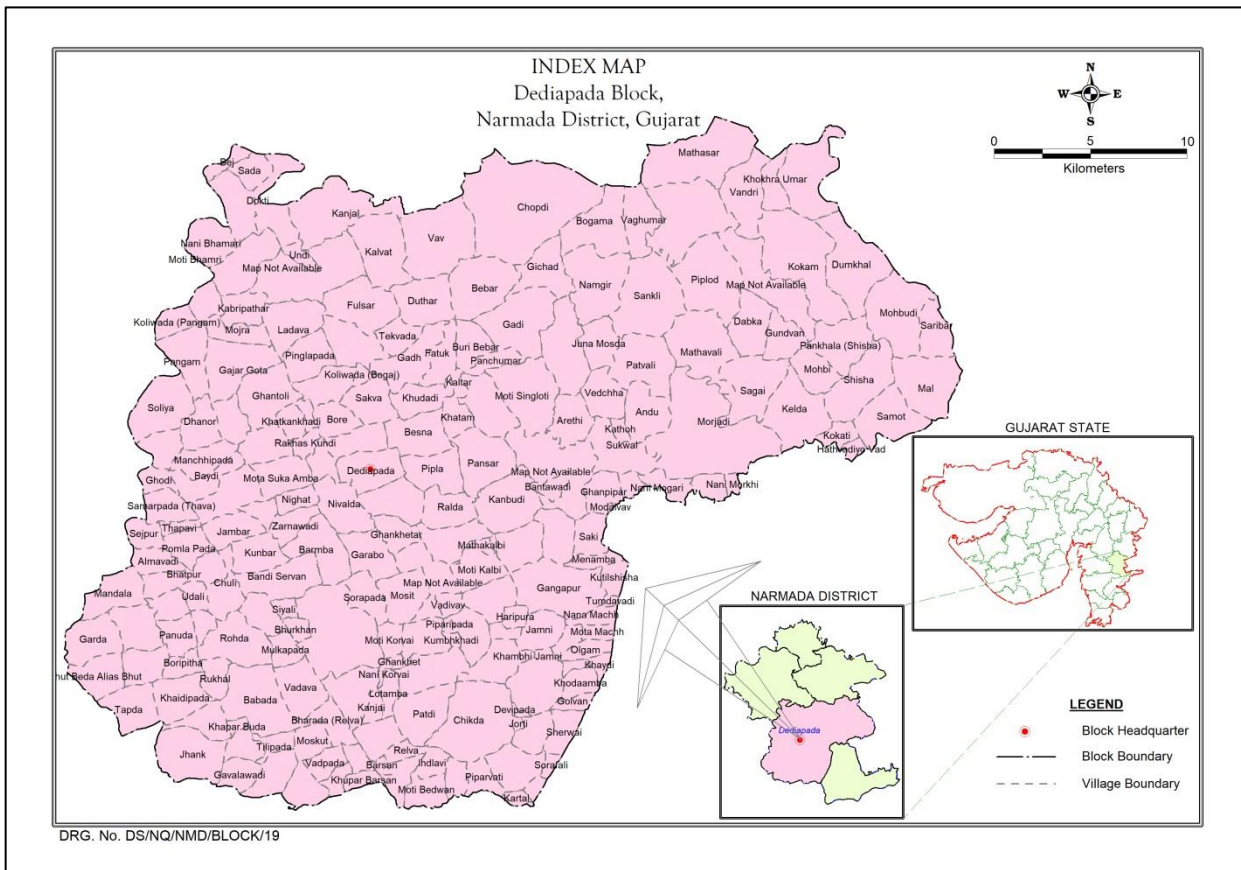 INDEX MAP
Dediapada Block,
Narmada District, Gujarat
N
W E
S
0 5 10
Kilometers
Mathasar
Bej
Sada
Khokhra Umar
Vandri
Dukti
Kanjal
Chopdi
Bogama
Vaghumar
Vav
Nani Bhamari
Moti Bhamri
Undi
Kalvat
Map Not Available
Gichad
Kokam
Dumkhal
Piplod
Map Not Available
Bebar
Namgir
Sankli
Duthar
Fulsar
Kabripathar
Koliwada (Pangam)
Mojra
Ladava
Mohbudi
Saribar
Gadi
Dabka
Gundvan
Tekvada
Buri Bebar
Juna Mosda
Pankhala (Shisha)
Pinglapada
Gadh
Fatuk
Panchumar
Mathavali
Pangam
Gajar Gota
Koliwada (Bogaj)
Kaltar
Patvali
Mohbi
Shisha
Mal
Ghantoli
Sakva
Khudadi
Moti Singloti
Vedchha
Sagai
Soliya
Dhanor
Khatkankhadi
Bore
Khatam
Arethi
Andu
Kelda
Samot
Morjadi
Besna
Kathoh
Sukwal
Kokati
Rakhas Kundi
Hathvadiyo Vad
Manchhipada
Dediapada
Pipla
Pansar
Map Not Available
Ghodi
Baydi
Mota Suka Amba
Bantawadi
Nani Mogari
Nani Morkhi
Ghanpipar
Nighat
Nivalda
Kanbudi
Samarpada (Thava)
Ralda
Modalvav
Sejpur
Thapavi
Jambar
Zarnawadi
Ghankhetar
Saki
Pomla Pada
Kunbar
Barmba
Garabo
Mathakalbi
Menamba
Almavadi
Bhatpur
Chuli
Bandi Servan
Moti Kalbi
Map Not Available
Gangapur
Kutilshisha
Mandala
Udali
Siyali
Sorapada
Mosit
Vadivav
Tumdavadi
Haripura
Nana Machh
Garda
Panuda
Rohda
Bhurkhan
Moti Korvai
Piparipada
Kumbhkhadi
Jamni
Mota Machh
Mulkapada
Olgam
Boripitha
Ghankhet
Khambhi Jamni
Khaydi
hut Beda Alias Bhut
Rukhal
Nani Korvai
Khodaamba
Khaidipada
Babada
Vadava
Lotamba
Golvan
Tapda
Kanjai
Patdi
Chikda
Devipada
Jorti
Khapar Buda
Bharada (Relva)
Sherwai
Jhank
Tilipada
Moskut
Relva
Indlavi
Gavalawadi
Vadpada
Barsan
Sorafali
Khupar Barsan
Moti Bedwan
Piparvati
Kartal
GUJARAT STATE
NARMADA DISTRICT
Dediapada
LEGEND
Block Headquarter
Block Boundary
Village Boundary
DRG. No. DS/NQ/NMD/BLOCK/19